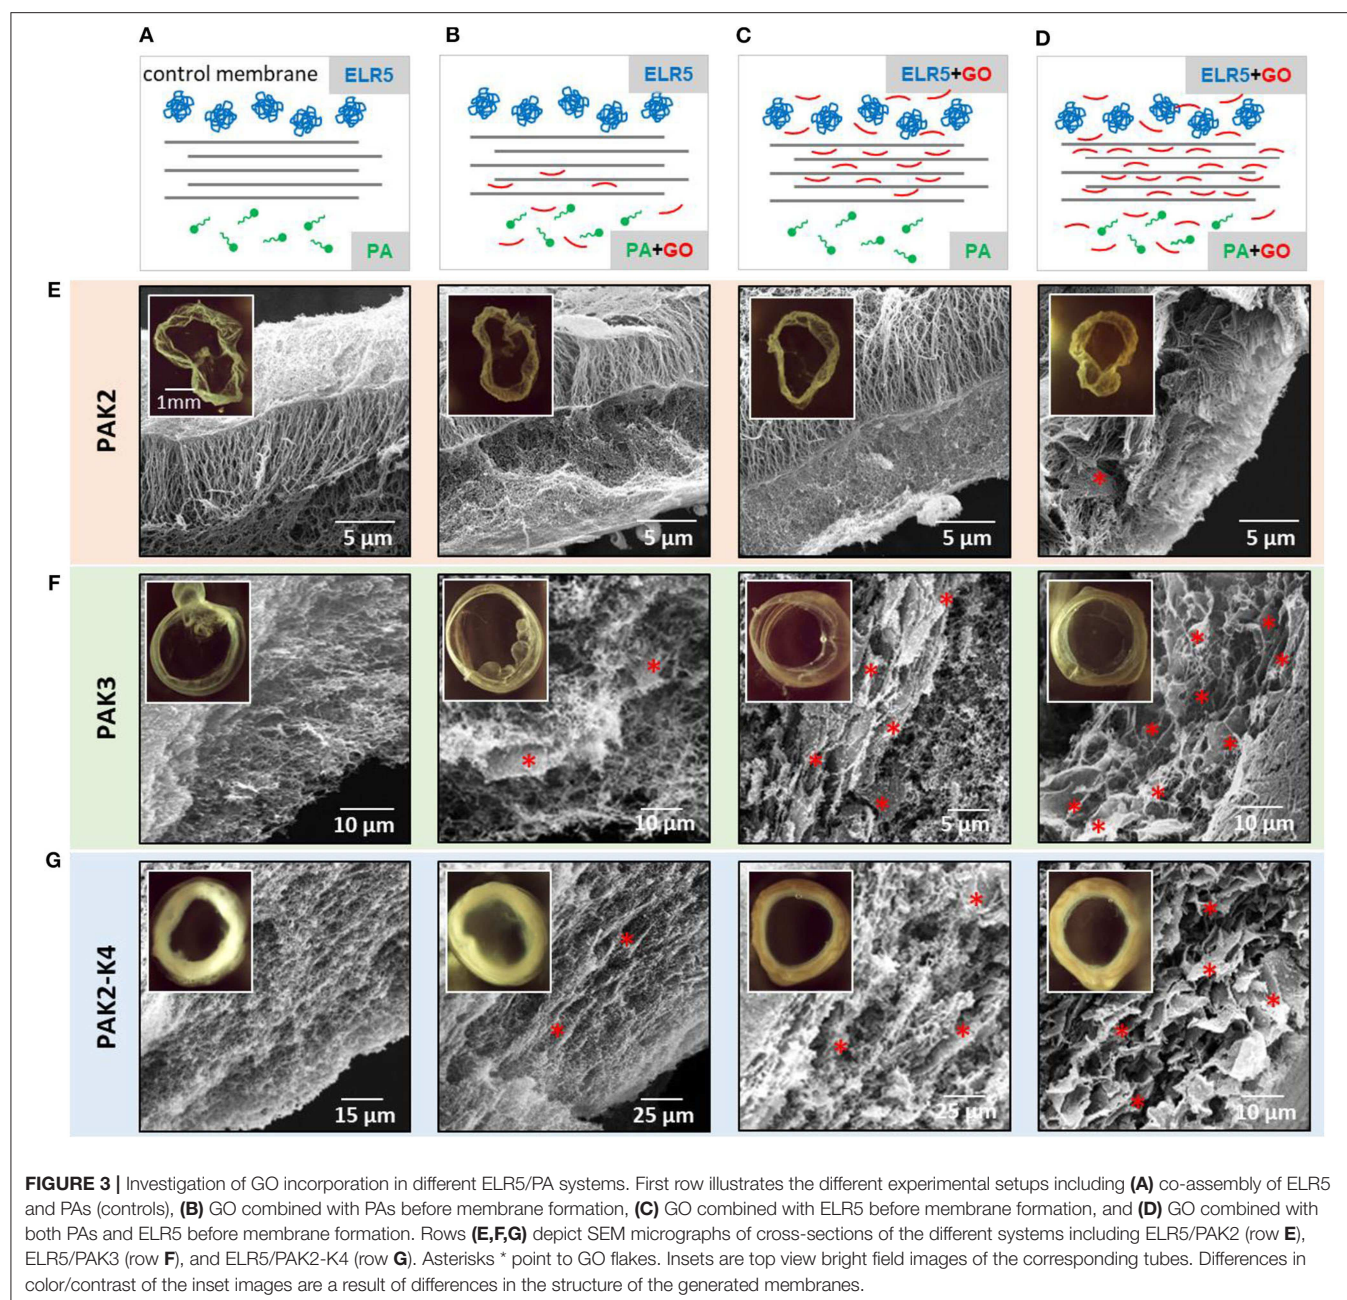 A
B
C
D
control membrane ELR5
PA
ELR5
PA+GO
ELR5+GO
PA
ELR5+GO
PA+GO
E
PAK2
1mm
5 µm
5 µm
5 µm
*
5 µm
F
PAK3
10 µm
*
*
10 µm
*
*
*
*
*
5 µm
*
*
*
*
*
*
*
*
*
10 µm
G
PAK2-K4
15 µm
*
*
25 µm
*
*
*
25 µm
*
*
*
*
*
10 µm
FIGURE 3 | Investigation of GO incorporation in different ELR5/PA systems. First row illustrates the different experimental setups including (A) co-assembly of ELR5
and PAs (controls), (B) GO combined with PAs before membrane formation, (C) GO combined with ELR5 before membrane formation, and (D) GO combined with
both PAs and ELR5 before membrane formation. Rows (E,F,G) depict SEM micrographs of cross-sections of the different systems including ELR5/PAK2 (row E),
ELR5/PAK3 (row F), and ELR5/PAK2-K4 (row G). Asterisks * point to GO flakes. Insets are top view bright field images of the corresponding tubes. Differences in
color/contrast of the inset images are a result of differences in the structure of the generated membranes.